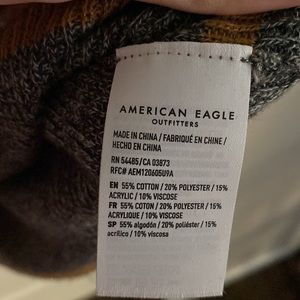 AMERICAN EAGLE
OUTFITTERS
MADE IN CHINA / FABRIQUÉ EN CHINE /
HECHO EN CHINA
RN 54485/CA 03873
RFC# AEM120605U9A
EN 55% COTTON / 20% POLYESTER / 15%
ACRYLIC / 10% VISCOSE
FR 55% COTON / 20% POLYESTER / 15%
ACRYLIQUE / 10% VISCOSE
SP 55% algodón / 20% poliéster / 15%
acrílico / 10% viscosa